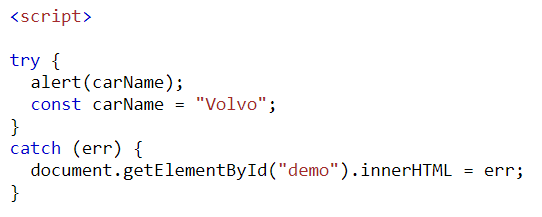 <script>
try {
  alert(carName);
  const carName = "Volvo";
}
catch (err) {
  document.getElementById("demo").innerHTML = err;
}